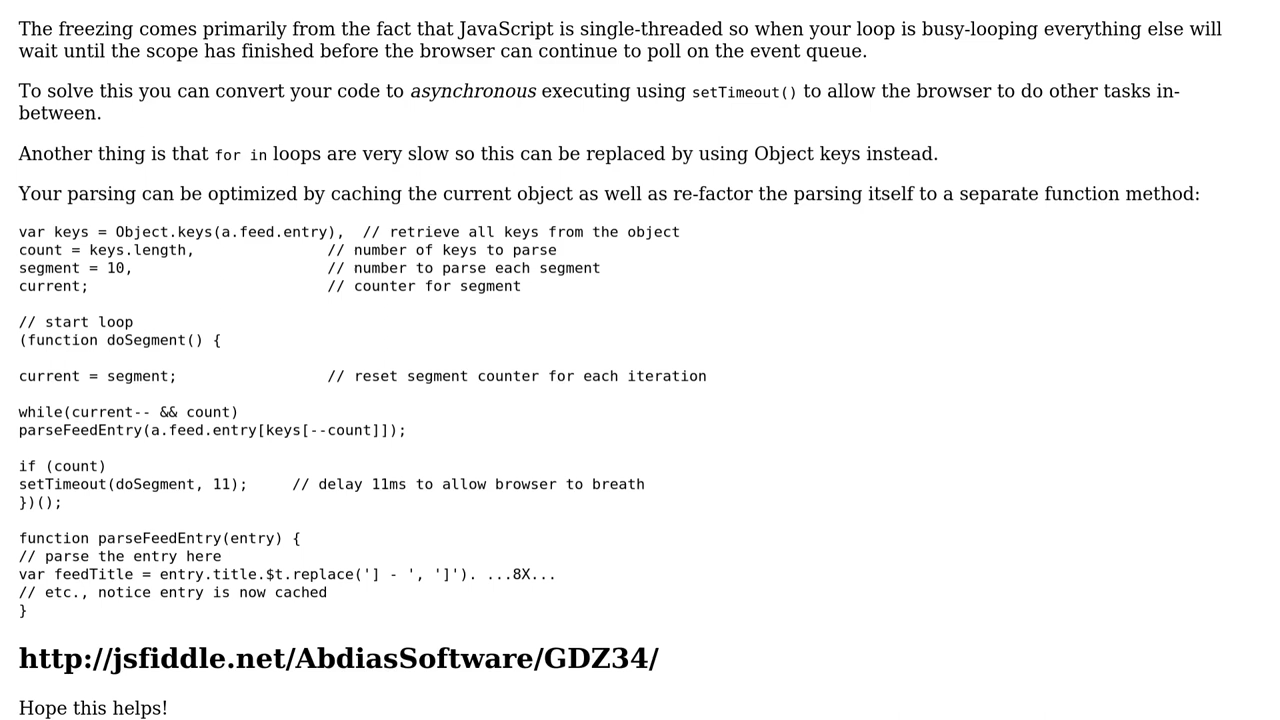 The freezing comes primarily from the fact that JavaScript is single-threaded so when your loop is busy-looping everything else will
wait until the scope has finished before the browser can continue to poll on the event queue.
To solve this you can convert your code to asynchronous executing using setTimeout() to allow the browser to do other tasks in-
between.
Another thing is that for in loops are very slow so this can be replaced by using Object keys instead.
Your parsing can be optimized by caching the current object as well as re-factor the parsing itself to a separate function method:
var keys = Object.keys(a.feed.entry),  // retrieve all keys from the object
count = keys.length,               // number of keys to parse
segment = 10,                      // number to parse each segment
current;                           // counter for segment
// start loop
(function doSegment() {
current = segment;                 // reset segment counter for each iteration
while(current-- && count)
parseFeedEntry(a.feed.entry[keys[--count]]);
if (count)
setTimeout(doSegment, 11);     // delay 11ms to allow browser to breath
})();
function parseFeedEntry(entry) {
// parse the entry here
var feedTitle = entry.title.$t.replace('] - ', ']'). ...8X...
// etc., notice entry is now cached
}
http://jsfiddle.net/AbdiasSoftware/GDZ34/
Hope this helps!